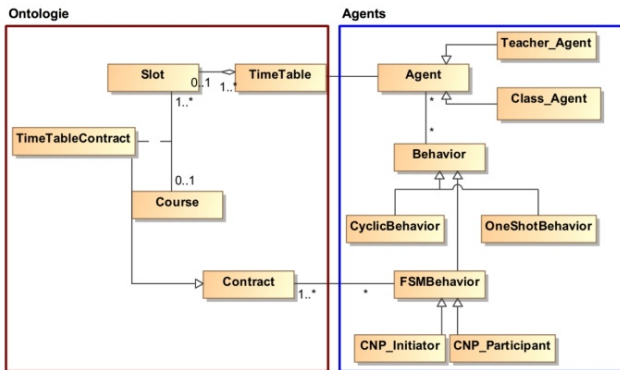 Ontologie
Agents
Teacher_Agent
Slot
0..1
1..*
TimeTable
Agent
Class_Agent
1..*
*
TimeTableContract
*
Behavior
0..1
Course
CyclicBehavior
OneShotBehavior
Contract
1..*
*
FSMBehavior
CNP_Initiator
CNP_Participant